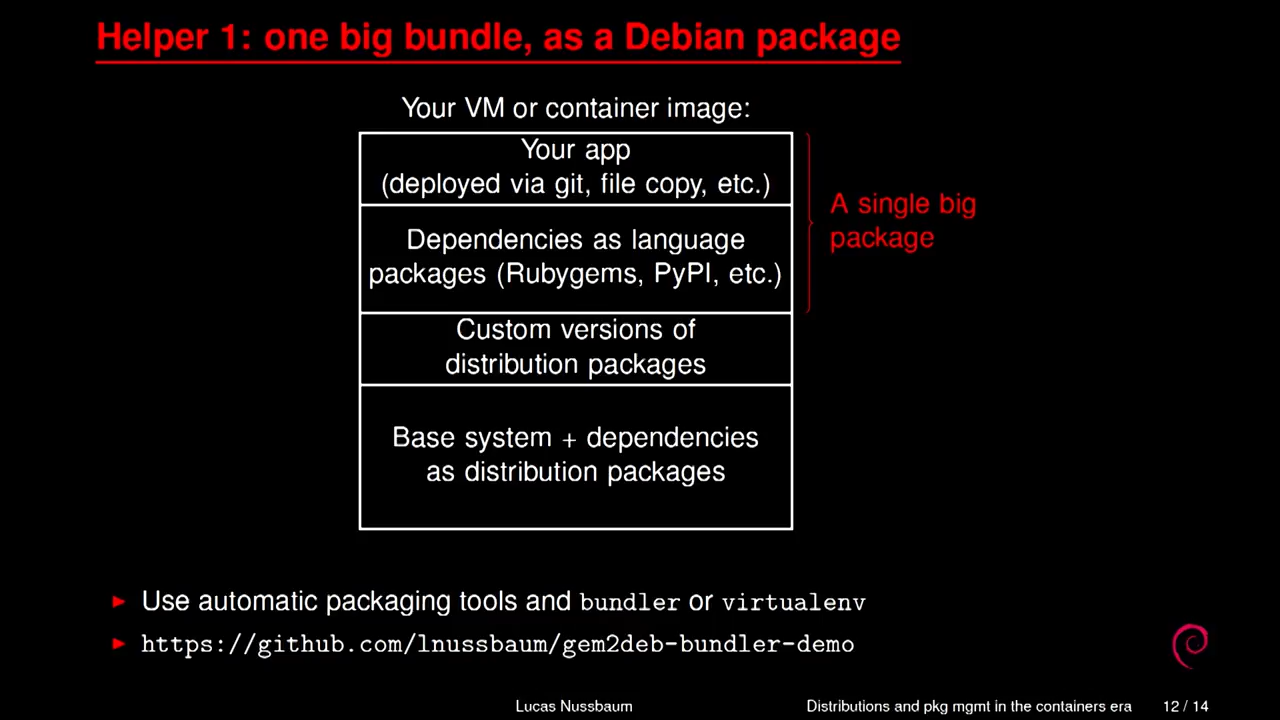 Helper 1: one big bundle, as a Debian package
Your VM or container image:
Your app
(deployed via git, file copy, etc.)
Dependencies as language
packages (Rubygems, PyPI, etc.)
A single big
package
Custom versions of
distribution packages
Base system + dependencies
as distribution packages
Use automatic packaging tools and bundler or virtualenv
https://github.com/lnussbaum/gem2deb-bundler-demo
Lucas Nussbaum Distributions and pkg mgmt in the containers era 12 / 14